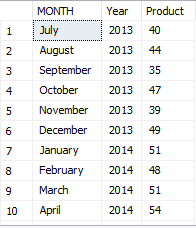 MONTH Year Product
1 July 2013 40
2 August 2013 44
3 September 2013 35
4 October 2013 47
5 November 2013 39
6 December 2013 49
7 January 2014 51
8 February 2014 48
9 March 2014 51
10 April 2014 54